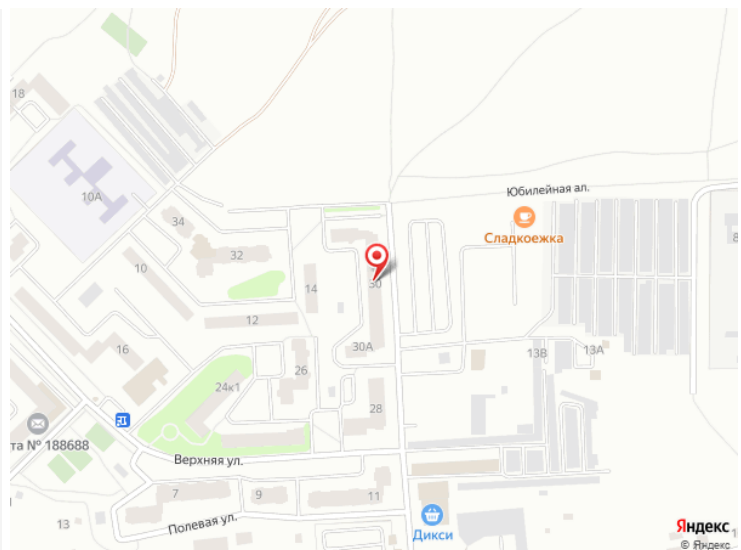 18
10А
Юбилейная ал.
34
Сладкоежка
32
10
14
30
12
16
30А
13В
13А
26
24к1
28
та № 188688
Верхняя ул.
7
9
11
13
Полевая ул.
Дикси
Яндекс
© Яндекс